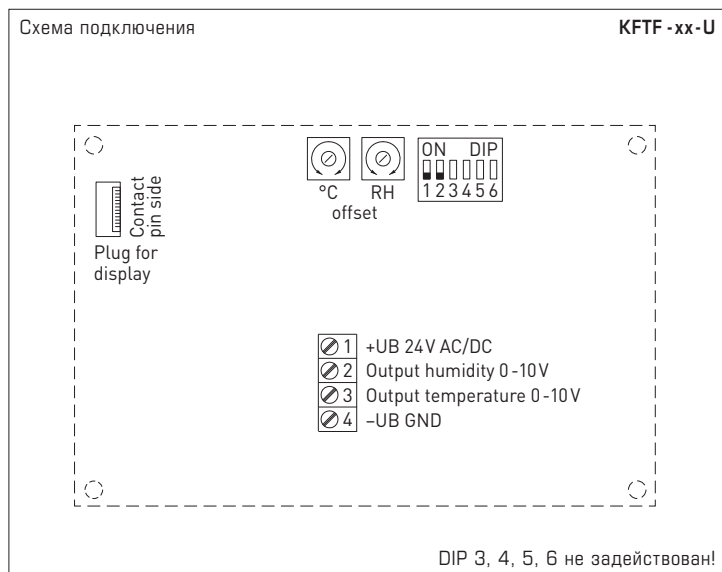 Схема подключения
KFTF -xx-U
ON DIP
1 2 3 4 5 6
°C RH
offset
Contact
pin side
Plug for
display
1 +UB 24V AC/DC
2 Output humidity 0-10V
3 Output temperature 0-10V
4 –UB GND
DIP 3, 4, 5, 6 не задействован!